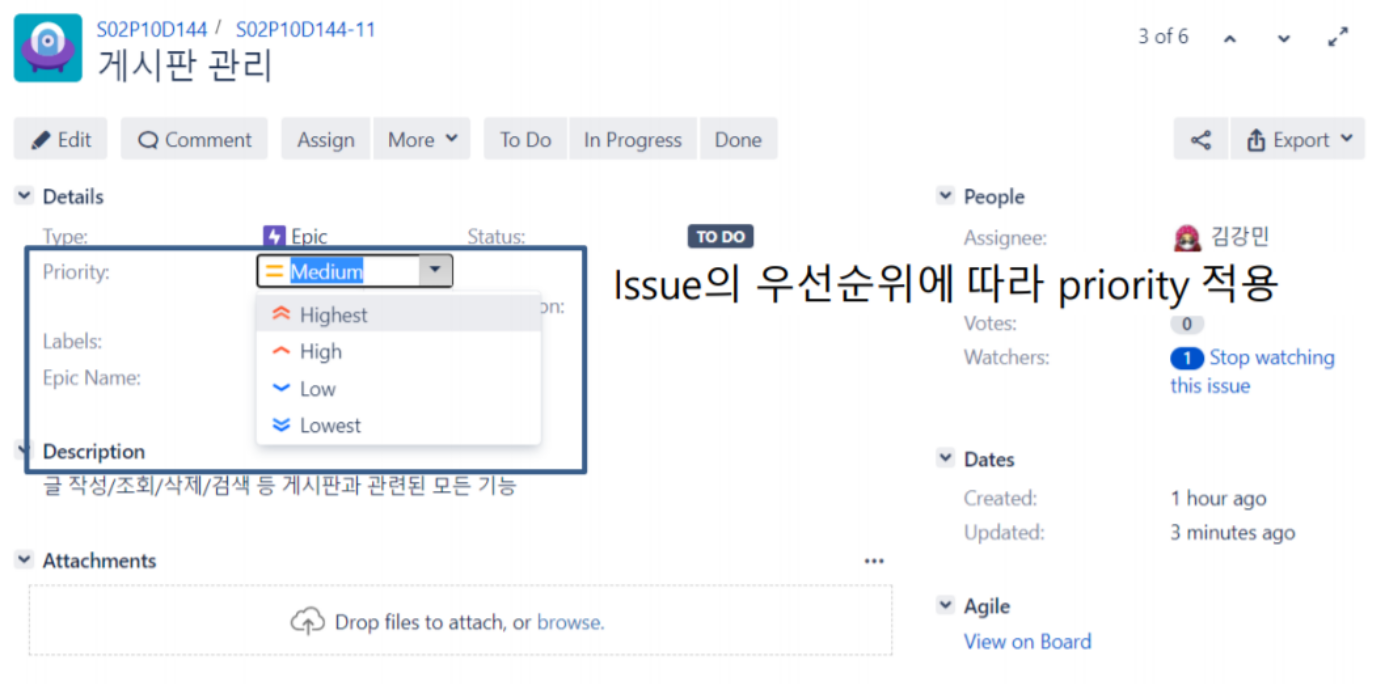 S02P10D144 / S02P10D144-11
3 of 6
게시판 관리
Edit Comment Assign More To Do In Progress Done Export
Details
Type: Epic Status: TO DO
Priority: Medium
Issue의 우선순위에 따라 priority 적용
Highest
on:
High
Low
Lowest
Labels:
Epic Name:
Description
글 작성/조회/삭제/검색 등 게시판과 관련된 모든 기능
Attachments
Drop files to attach, or browse.
People
Assignee: 김강민
Votes: 0
Watchers: 1 Stop watching
this issue
Dates
Created: 1 hour ago
Updated: 3 minutes ago
Agile
View on Board